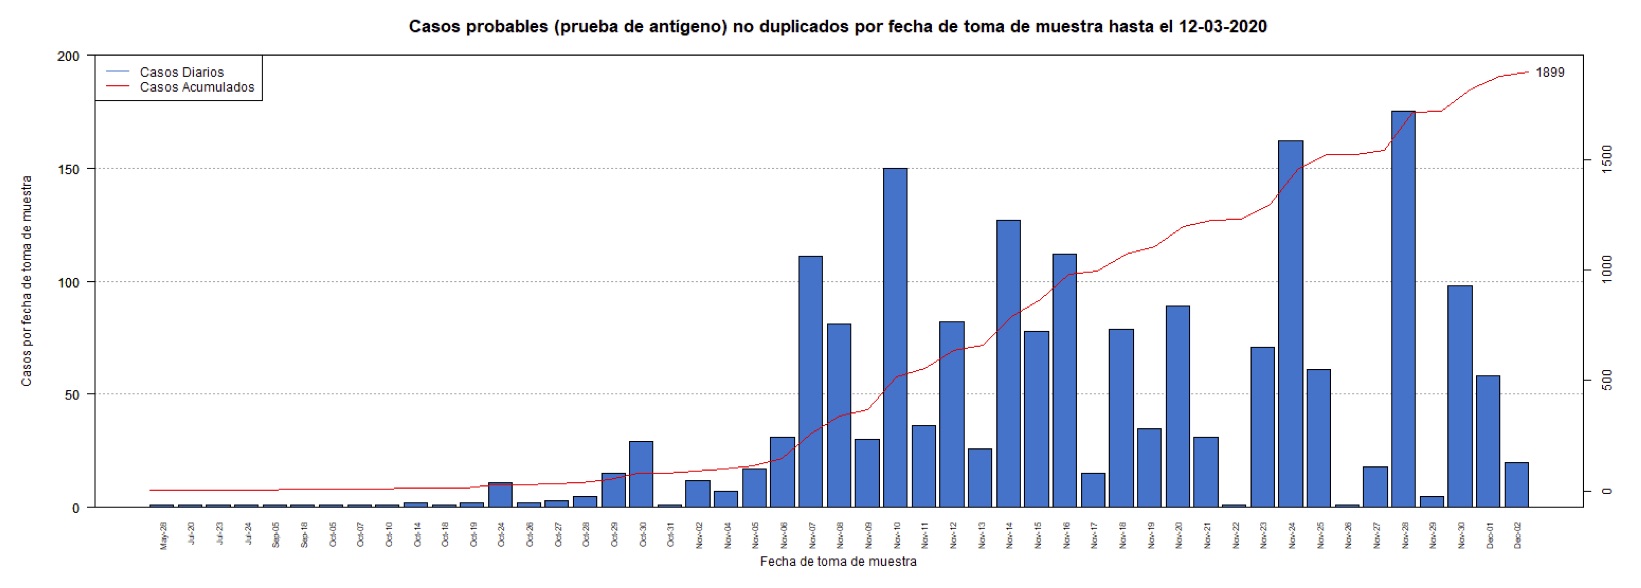 Casos probables (prueba de antígeno) no duplicados por fecha de toma de muestra hasta el 12-03-2020
Casos Diarios
Casos Acumulados
1899
Casos por fecha de toma de muestra
200
150
100
50
0
1500
1000
500
0
May-28
Jul-20
Jul-23
Jul-24
Sep-05
Sep-18
Oct-05
Oct-07
Oct-10
Oct-14
Oct-18
Oct-19
Oct-24
Oct-26
Oct-27
Oct-28
Oct-29
Oct-30
Oct-31
Nov-02
Nov-04
Nov-05
Nov-06
Nov-07
Nov-08
Nov-09
Nov-10
Nov-11
Nov-12
Nov-13
Nov-14
Nov-15
Nov-16
Nov-17
Nov-18
Nov-19
Nov-20
Nov-21
Nov-22
Nov-23
Nov-24
Nov-25
Nov-26
Nov-27
Nov-28
Nov-29
Nov-30
Dec-01
Dec-02
Fecha de toma de muestra